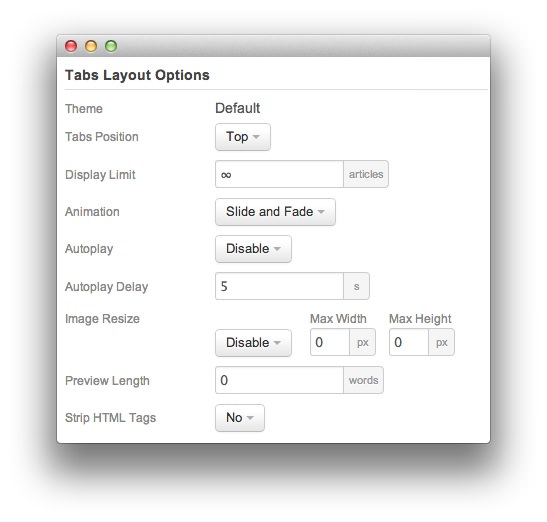 Tabs Layout Options
Theme Default
Tabs Position Top
Display Limit ∞ articles
Animation Slide and Fade
Autoplay Disable
Autoplay Delay 5 s
Image Resize Max Width Max Height
Disable 0 px 0 px
Preview Length 0 words
Strip HTML Tags No